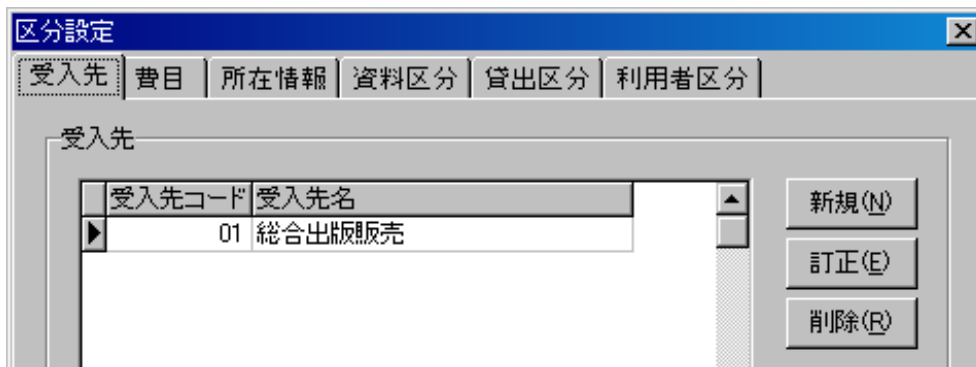 区分設定
受入先 費目 所在情報 資料区分 貸出区分 利用者区分
受入先
受入先コード 受入先名
01 総合出版販売
新規(N)
訂正(E)
削除(R)